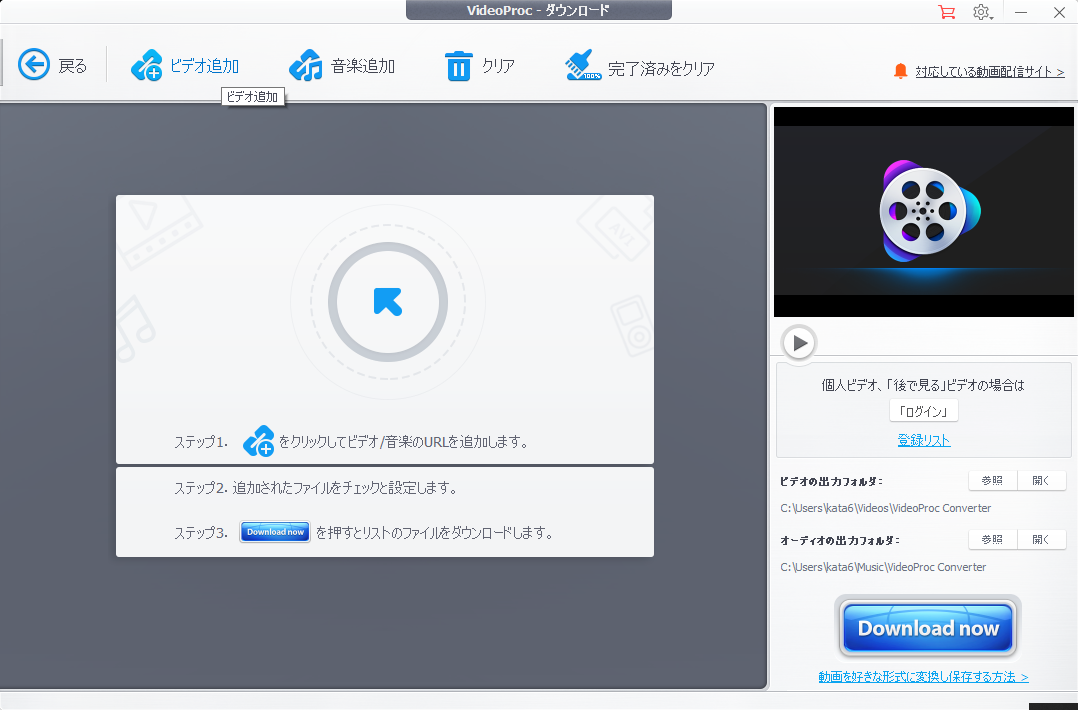 VideoProc - ダウンロード
戻る
ビデオ追加
音楽追加
クリア
100%
完了済みをクリア
対応している動画配信サイト >
ビデオ追加
AVI
ステップ1. をクリックしてビデオ/音楽のURLを追加します。
ステップ2. 追加されたファイルをチェックと設定します。
ステップ3. Download now を押すとリストのファイルをダウンロードします。
個人ビデオ、「後で見る」ビデオの場合は
「ログイン」
登録リスト
ビデオの出力フォルダ: 参照 開く
C:\Users\kata6\Videos\VideoProc Converter
オーディオの出力フォルダ: 参照 開く
C:\Users\kata6\Music\VideoProc Converter
Download now
動画を好きな形式に変換し保存する方法 >